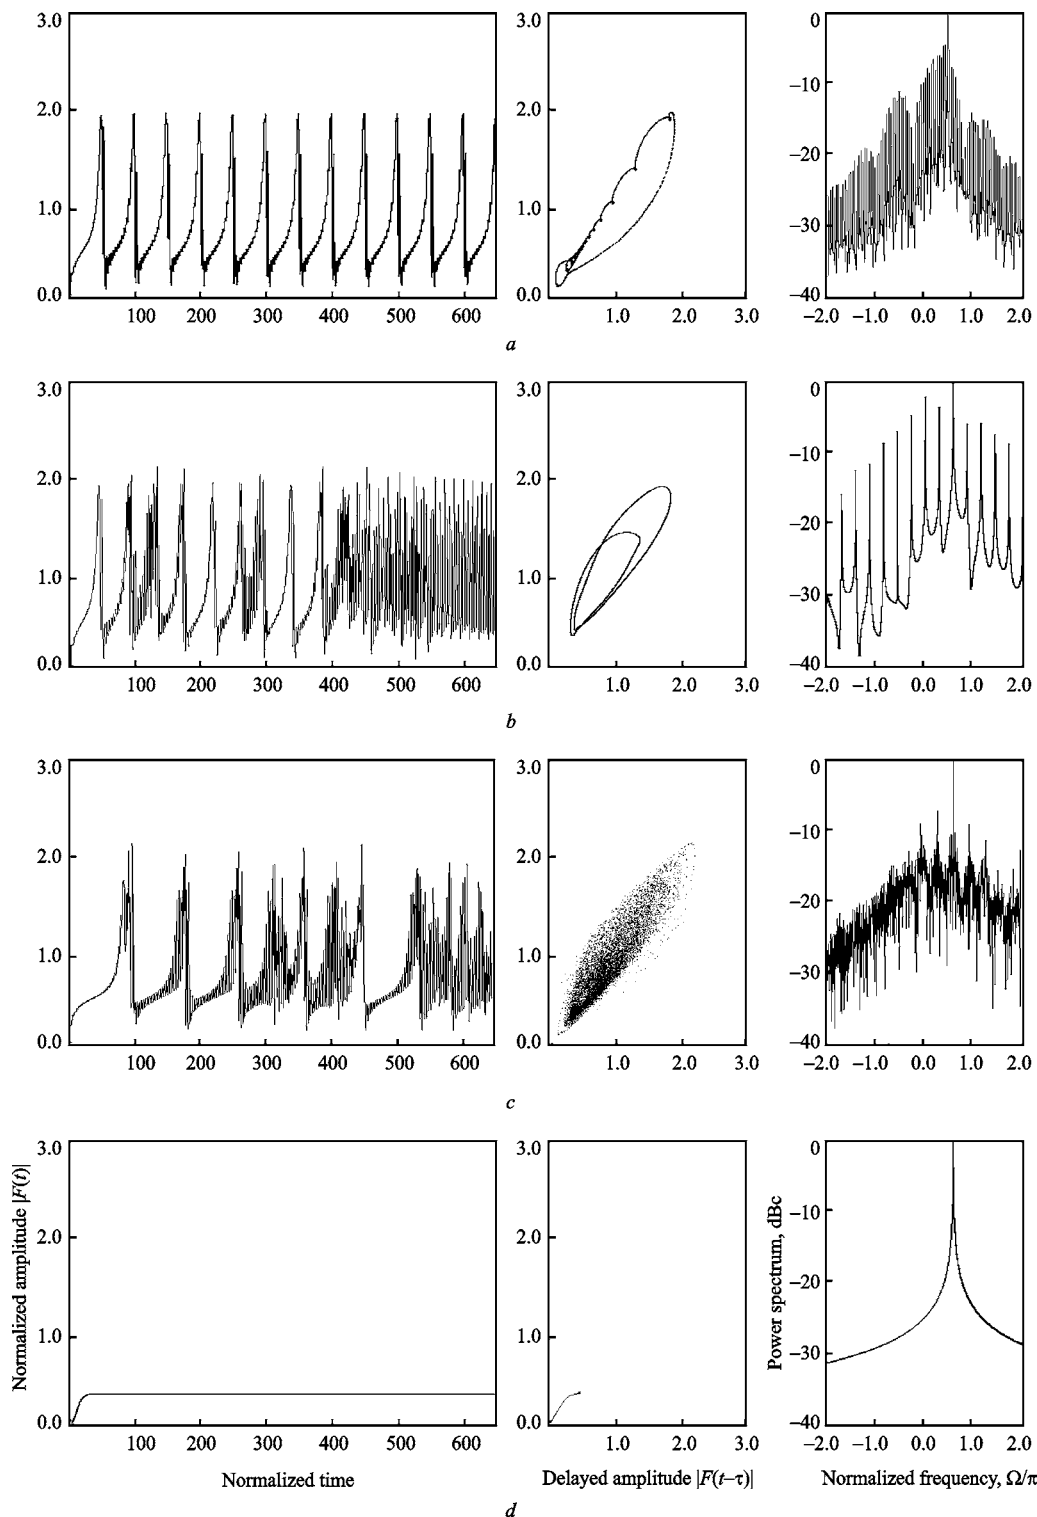 3.0 3.0 0
2.0 2.0 −10
−20
1.0 1.0 −30
0.0 0.0 −40
100 200 300 400 500 600 1.0 2.0 3.0 −2.0 −1.0 0.0 1.0 2.0
a
3.0 3.0 0
−10
2.0 2.0
−20
1.0 1.0 −30
0.0 0.0 −40
100 200 300 400 500 600 1.0 2.0 3.0 −2.0 −1.0 0.0 1.0 2.0
b
3.0 3.0 0
−10
2.0 2.0
−20
1.0 1.0 −30
0.0 0.0 −40
100 200 300 400 500 600 1.0 2.0 3.0 −2.0 −1.0 0.0 1.0 2.0
c
Normalized amplitude |F(t)|
3.0 3.0 0
Power spectrum, dBc
−10
2.0 2.0
−20
1.0 1.0 −30
0.0 0.0 −40
100 200 300 400 500 600 1.0 2.0 3.0 −2.0 −1.0 0.0 1.0 2.0
Normalized time Delayed amplitude |F(t−τ)| Normalized frequency, Ω/π
d